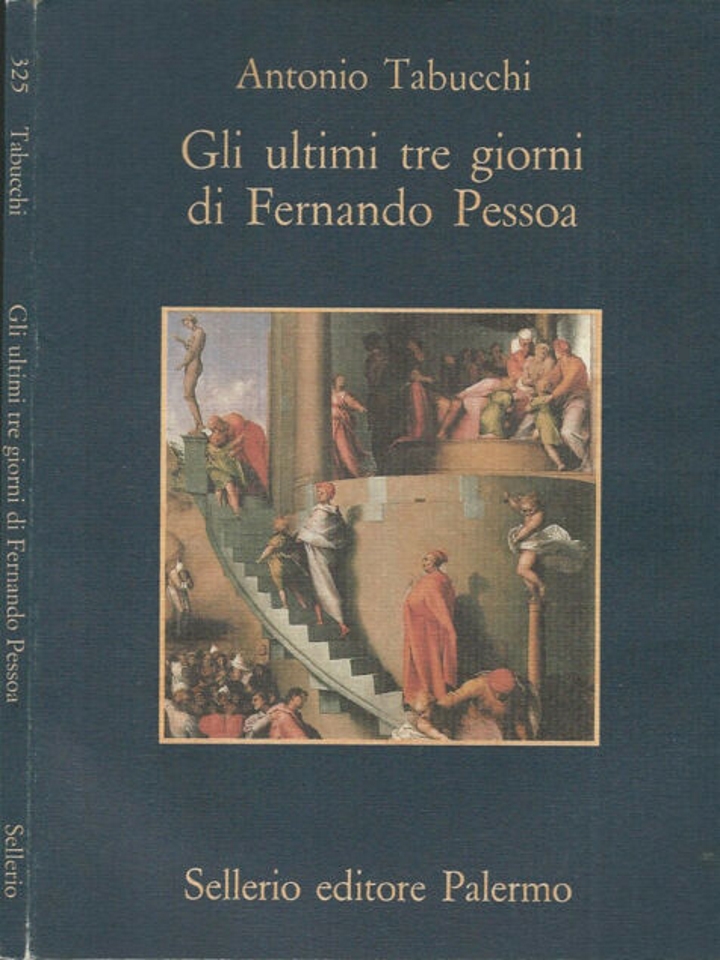 Antonio Tabucchi
Gli ultimi tre giorni
di Fernando Pessoa
Sellerio editore Palermo
325 Tabucchi Gli ultimi tre giorni di Fernando Pessoa Sellerio